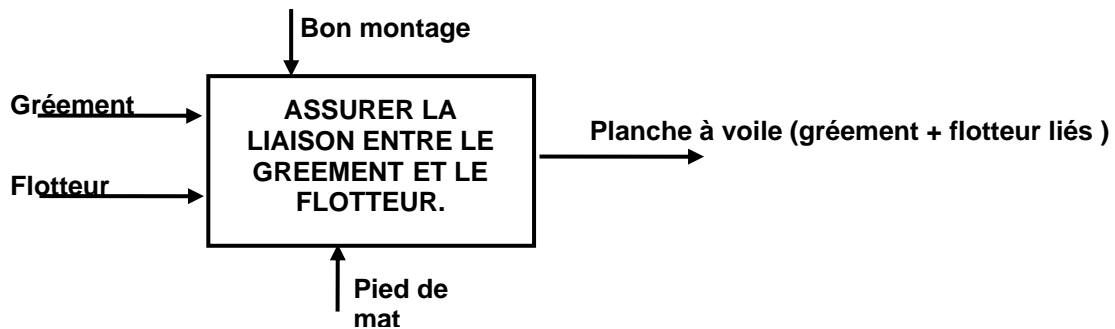 Bon montage
Gréement
ASSURER LA
LIAISON ENTRE LE
GREEMENT ET LE
FLOTTEUR.
Planche à voile (gréement + flotteur liés )
Flotteur
Pied de
mat